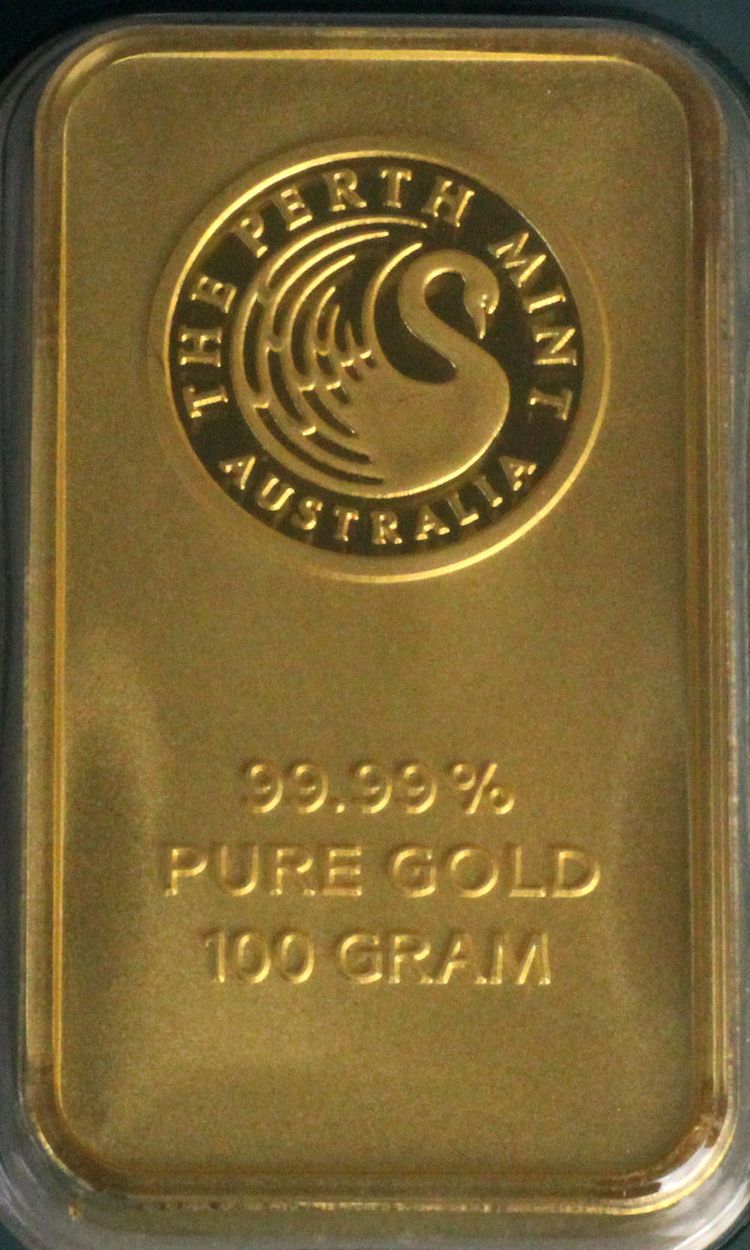 THE PERTH MINT
AUSTRALIA
99.99%
PURE GOLD
100 GRAM